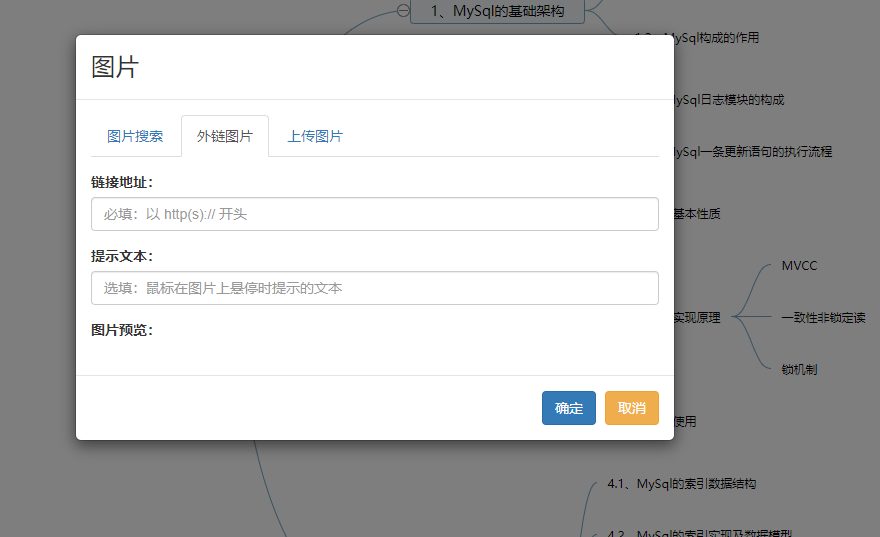 1、MySql的基础架构
MySql构成的作用
图片
图片搜索
外链图片
上传图片
MySql日志模块的构成
MySql一条更新语句的执行流程
链接地址：
必填：以 http(s):// 开头
基本性质
提示文本：
选填：鼠标在图片上悬停时提示的文本
MVCC
实现原理
一致性非锁定读
图片预览：
锁机制
确定
取消
使用
4.1、MySql的索引数据结构
4.2、MySql的索引实现及数据模型